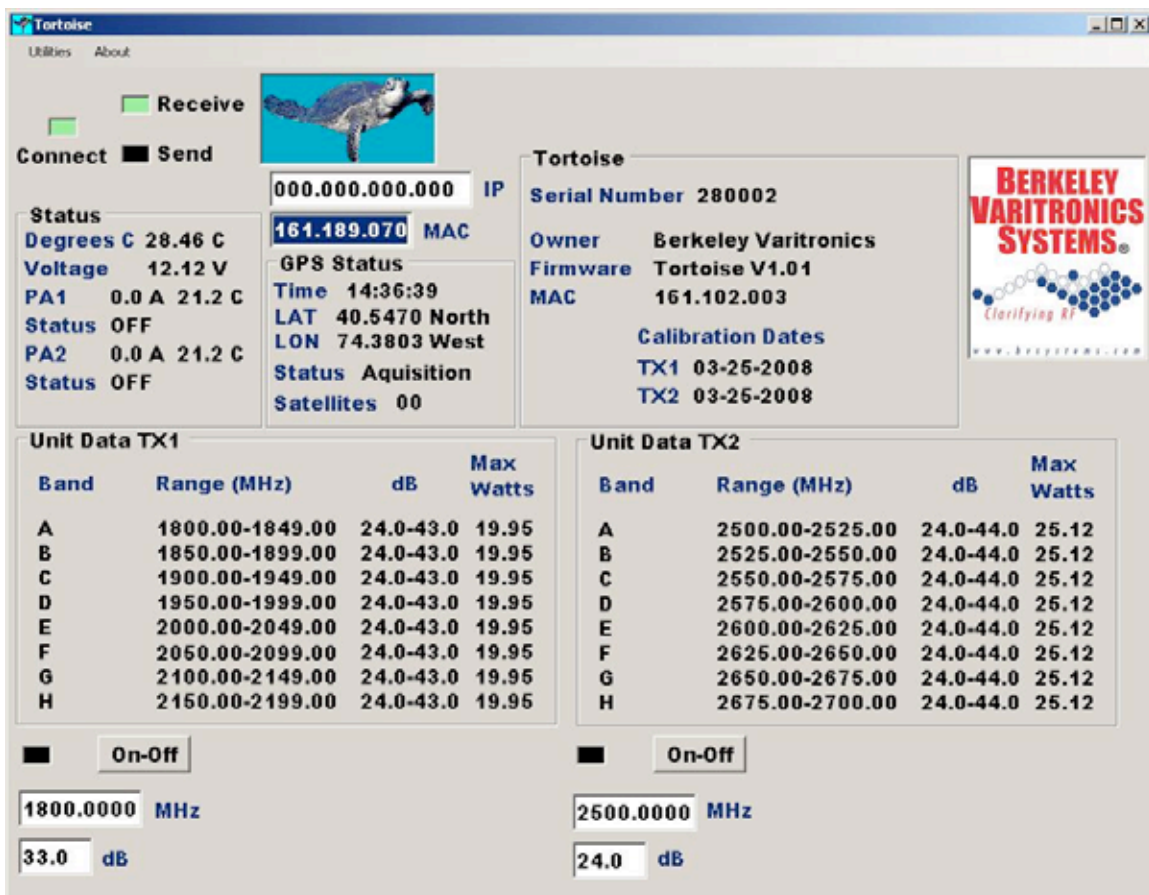 Tortoise
Utilities About
Receive
Connect Send
000.000.000.000 IP
161.189.070 MAC
Status
Degrees C 28.46 C
Voltage 12.12 V
PA1 0.0 A 21.2 C
Status OFF
PA2 0.0 A 21.2 C
Status OFF
GPS Status
Time 14:36:39
LAT 40.5470 North
LON 74.3803 West
Status Aquisition
Satellites 00
Tortoise
Serial Number 280002
Owner Berkeley Varitronics
Firmware Tortoise V1.01
MAC 161.102.003
Calibration Dates
TX1 03-25-2008
TX2 03-25-2008
BERKELEY
VARITRONICS
SYSTEMS®
Clarifying RF
www.bvsystems.com
Unit Data TX1
Band Range (MHz) dB Max Watts
A 1800.00-1849.00 24.0-43.0 19.95
B 1850.00-1899.00 24.0-43.0 19.95
C 1900.00-1949.00 24.0-43.0 19.95
D 1950.00-1999.00 24.0-43.0 19.95
E 2000.00-2049.00 24.0-43.0 19.95
F 2050.00-2099.00 24.0-43.0 19.95
G 2100.00-2149.00 24.0-43.0 19.95
H 2150.00-2199.00 24.0-43.0 19.95
On-Off
1800.0000 MHz
33.0 dB
Unit Data TX2
Band Range (MHz) dB Max Watts
A 2500.00-2525.00 24.0-44.0 25.12
B 2525.00-2550.00 24.0-44.0 25.12
C 2550.00-2575.00 24.0-44.0 25.12
D 2575.00-2600.00 24.0-44.0 25.12
E 2600.00-2625.00 24.0-44.0 25.12
F 2625.00-2650.00 24.0-44.0 25.12
G 2650.00-2675.00 24.0-44.0 25.12
H 2675.00-2700.00 24.0-44.0 25.12
On-Off
2500.0000 MHz
24.0 dB